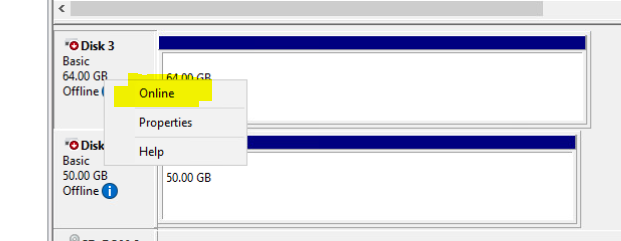 Disk 3
Basic
64.00 GB
Offline
64.00 GB
Online
Properties
Help
Disk
Basic
50.00 GB
Offline
50.00 GB